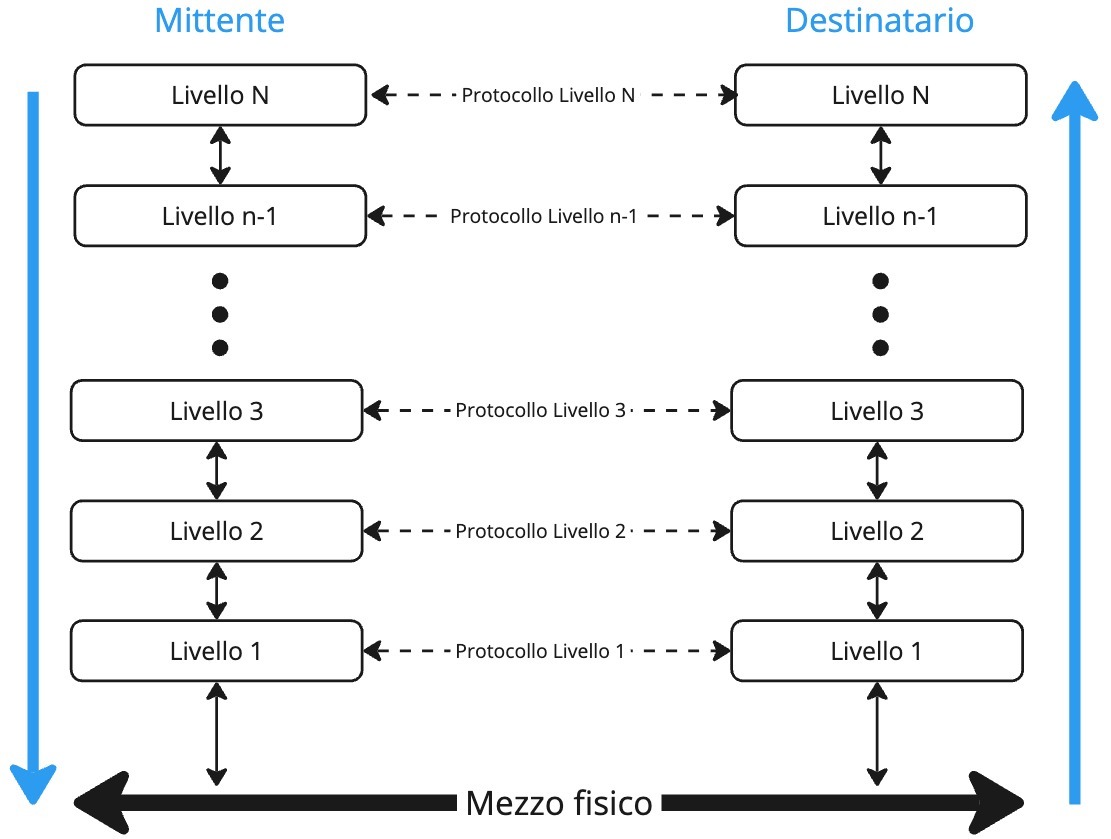 Mittente
Destinatario
Livello N
Protocollo Livello N
Livello N
Livello n-1
Protocollo Livello n-1
Livello n-1
Livello 3
Protocollo Livello 3
Livello 3
Livello 2
Protocollo Livello 2
Livello 2
Livello 1
Protocollo Livello 1
Livello 1
Mezzo fisico